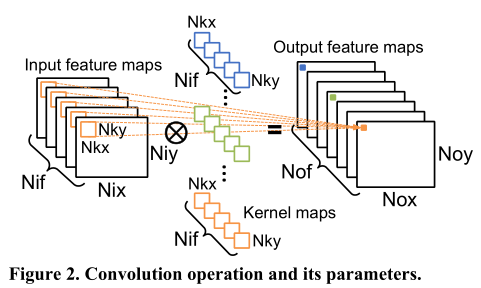 Nkx
Input feature maps
Nif
Nky
Output feature maps
Nky
Nkx
Niy
Nif
Nix
=
Nof
Noy
Nox
Nkx
Kernel maps
Nif
Nky
Figure 2. Convolution operation and its parameters.